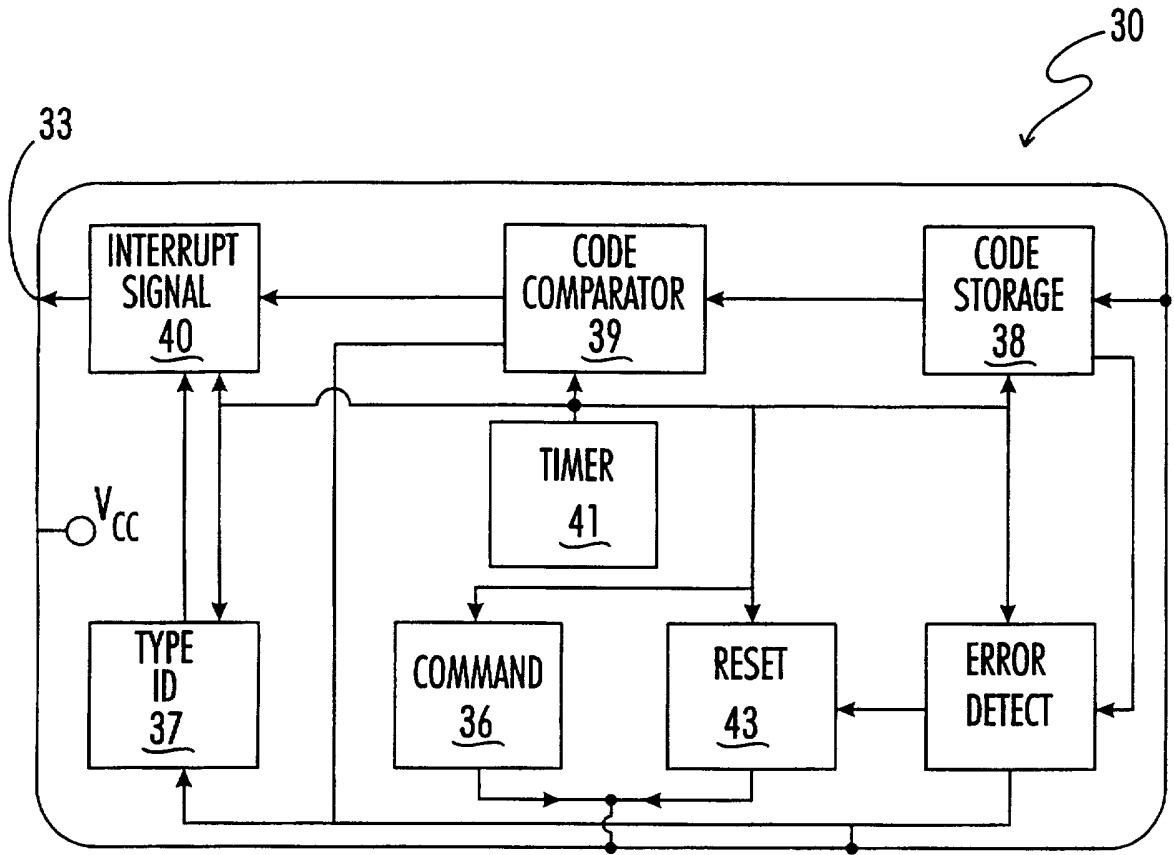 30
33
INTERRUPT
SIGNAL
40
CODE
COMPARATOR
39
CODE
STORAGE
38
TIMER
41
VCC
TYPE
ID
37
COMMAND
36
RESET
43
ERROR
DETECT